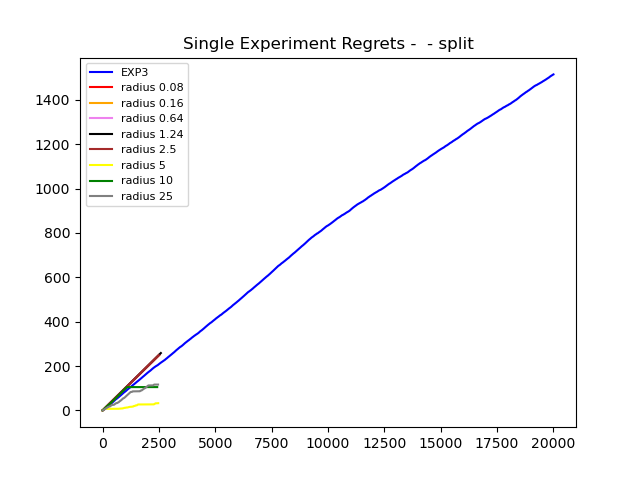 Single Experiment Regrets -  - split
EXP3
radius 0.08
radius 0.16
radius 0.64
radius 1.24
radius 2.5
radius 5
radius 10
radius 25
1400
1200
1000
800
600
400
200
0
0 2500 5000 7500 10000 12500 15000 17500 20000